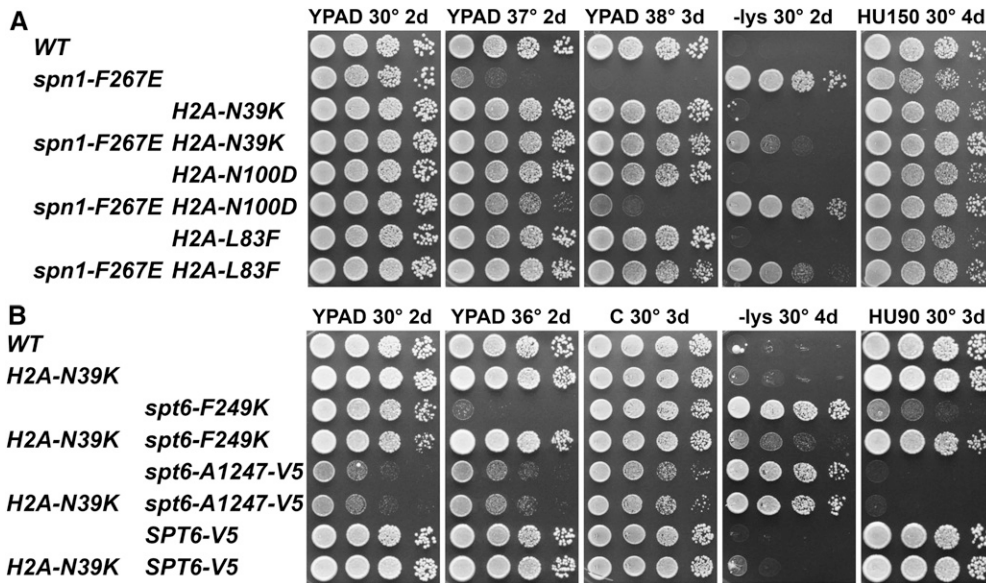 A YPAD 30° 2d YPAD 37° 2d YPAD 38° 3d -lys 30° 2d HU150 30° 4d
WT
spn1-F267E
H2A-N39K
spn1-F267E H2A-N39K
H2A-N100D
spn1-F267E H2A-N100D
H2A-L83F
spn1-F267E H2A-L83F
B YPAD 30° 2d YPAD 36° 2d C 30° 3d -lys 30° 4d HU90 30° 3d
WT
H2A-N39K
spt6-F249K
H2A-N39K spt6-F249K
spt6-A1247-V5
H2A-N39K spt6-A1247-V5
SPT6-V5
H2A-N39K SPT6-V5